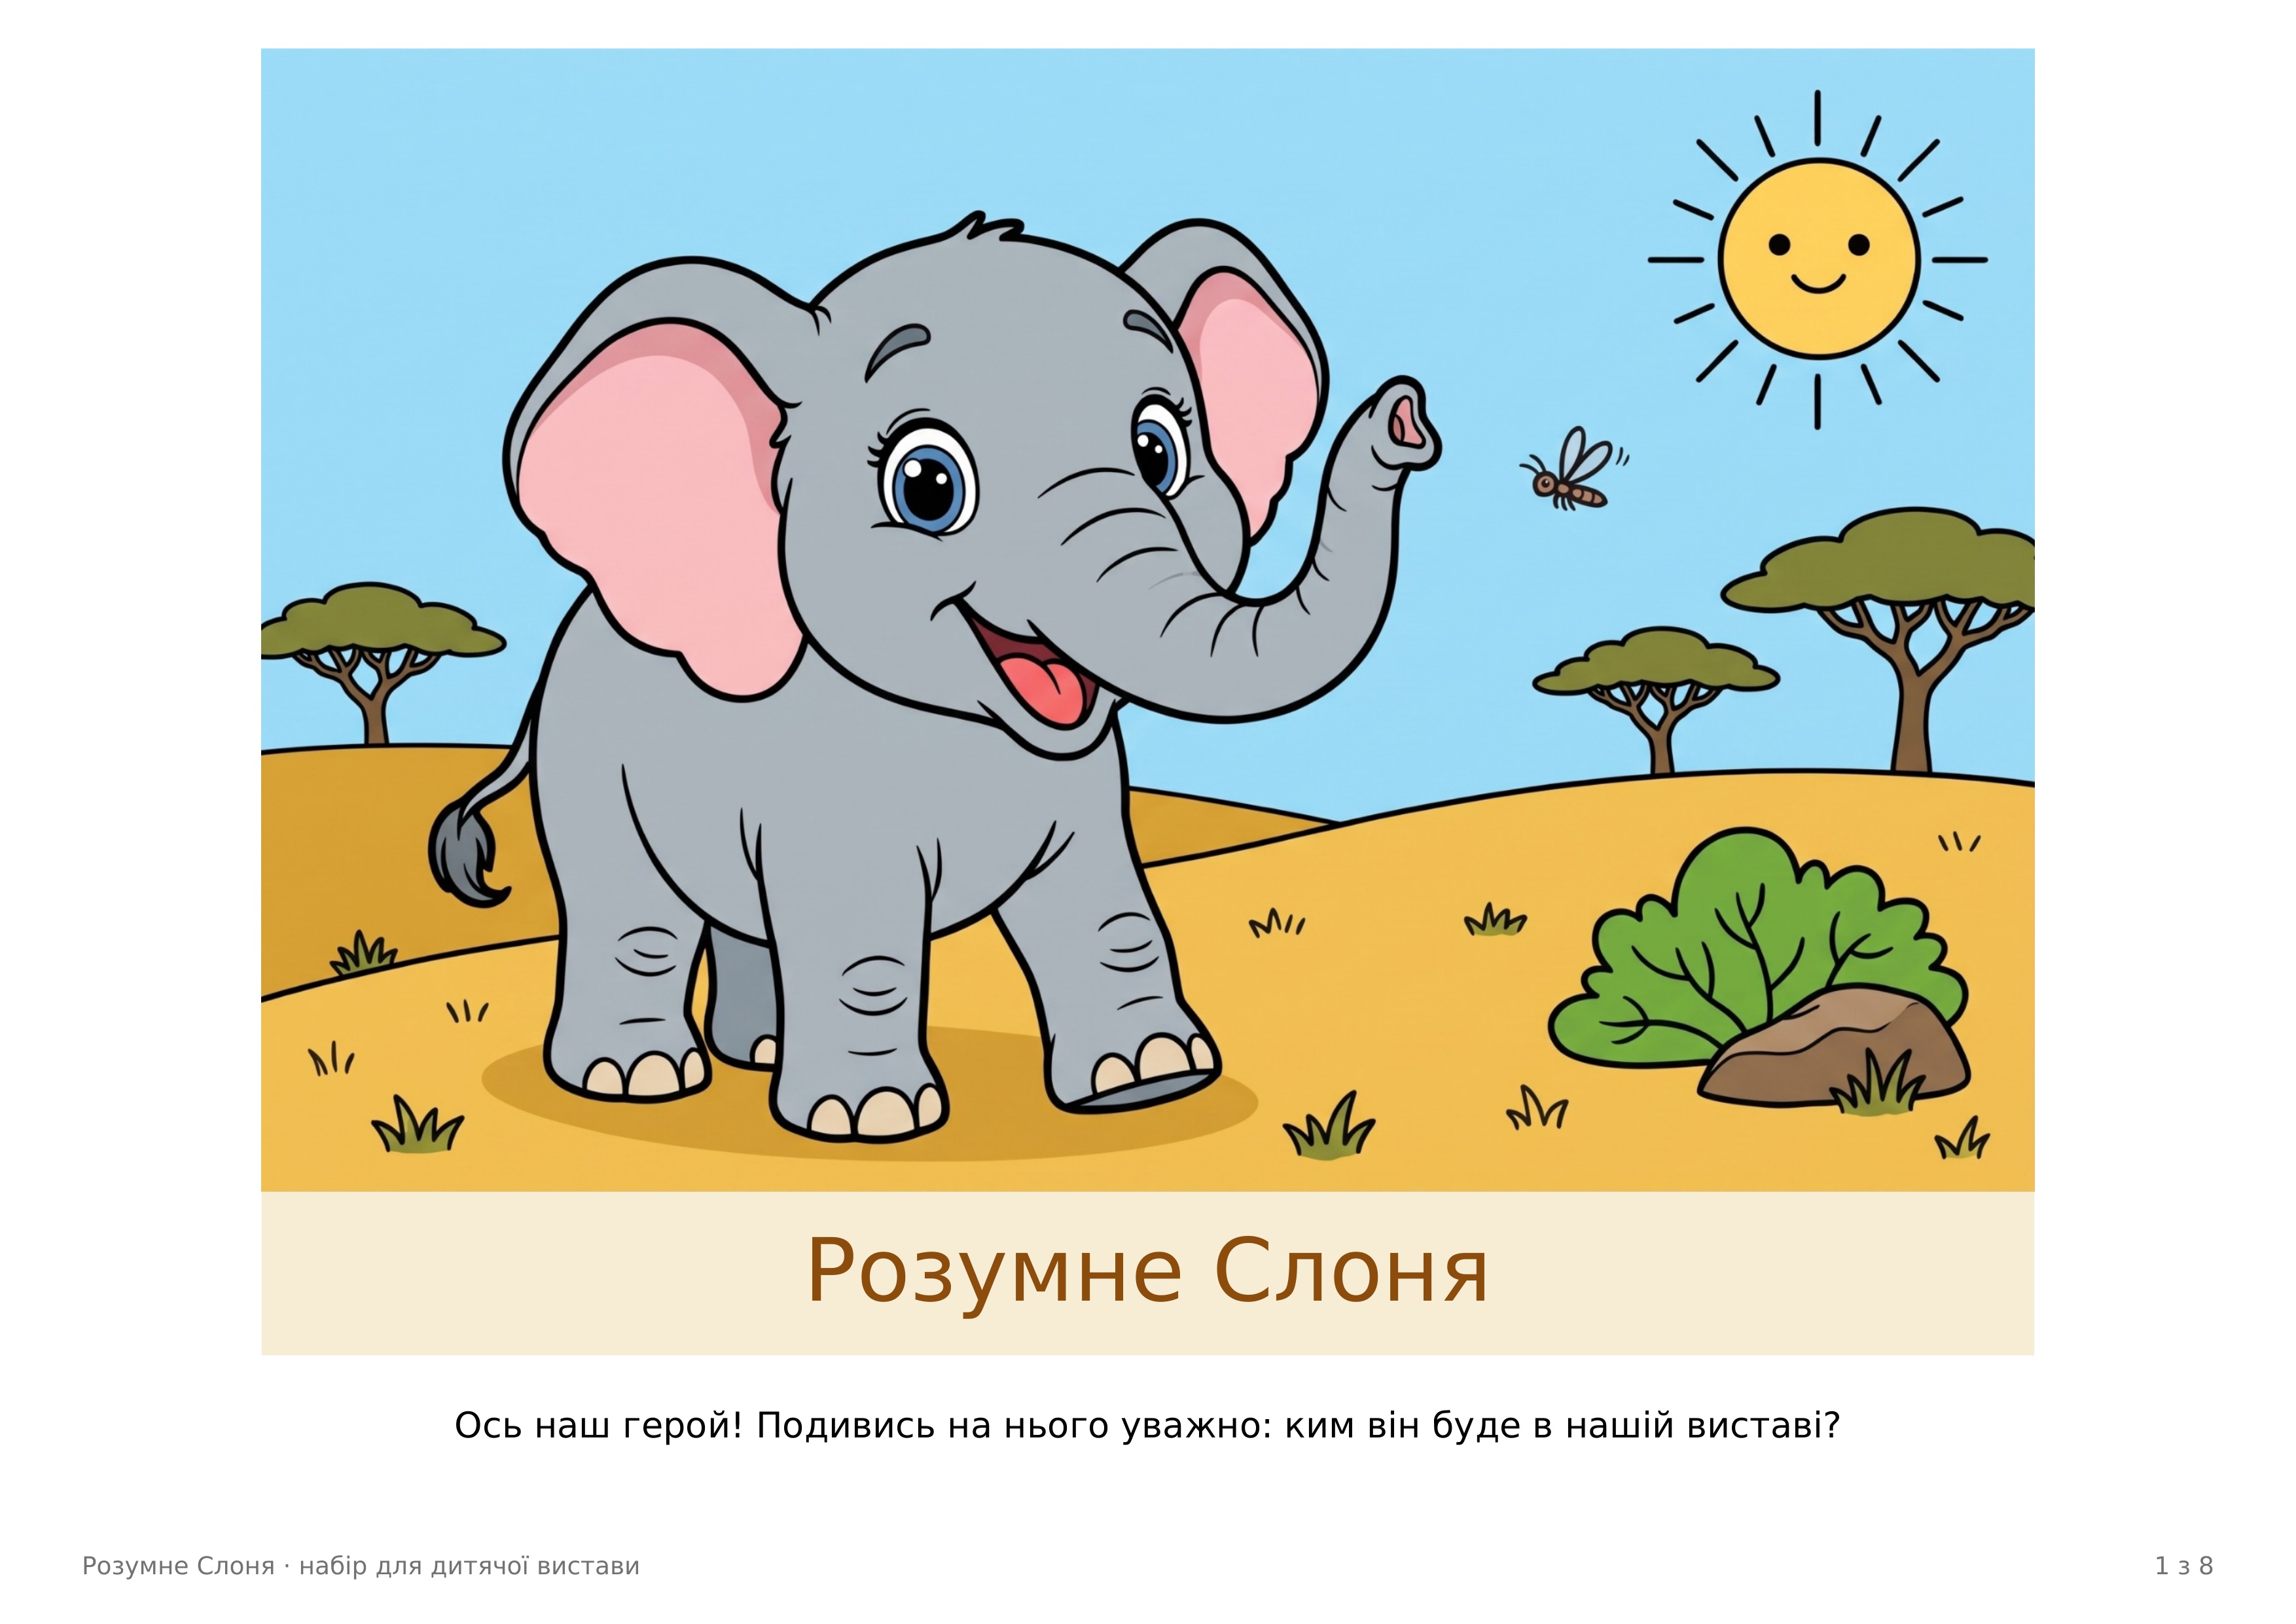 Розумне Слоня
Ось наш герой! Подивись на нього уважно: ким він буде в нашій виставі?
Розумне Слоня · набір для дитячої вистави
1 з 8